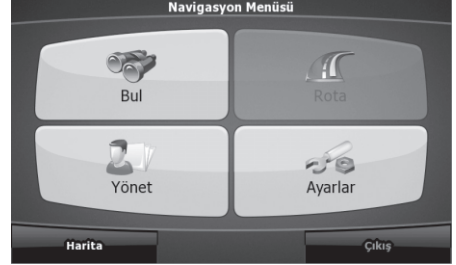 Navigasyon Menüsü
Bul
Rota
Yönet
Ayarlar
Harita
Çıkış